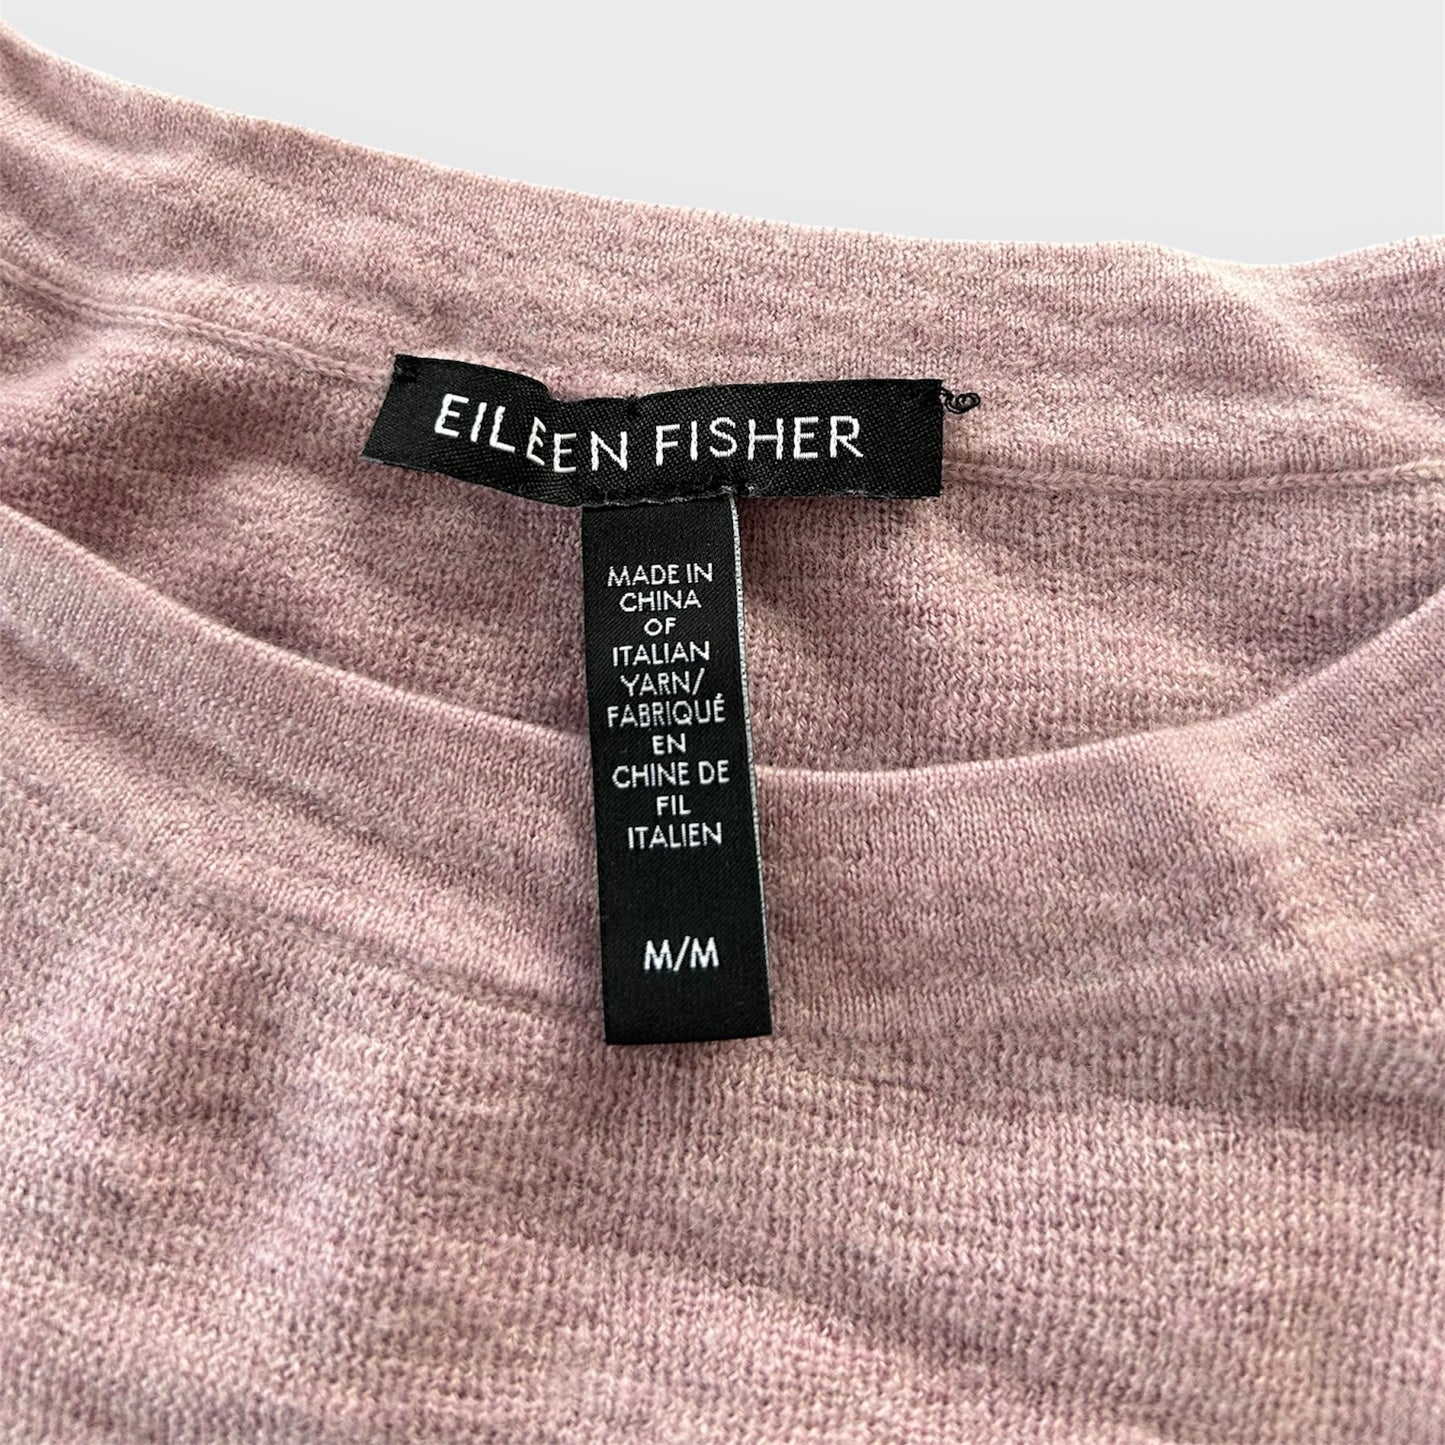 EILEEN FISHER
MADE IN
CHINA
OF
ITALIAN
YARN/
FABRIQUÉ
EN
CHINE DE
FIL
ITALIEN
M/M